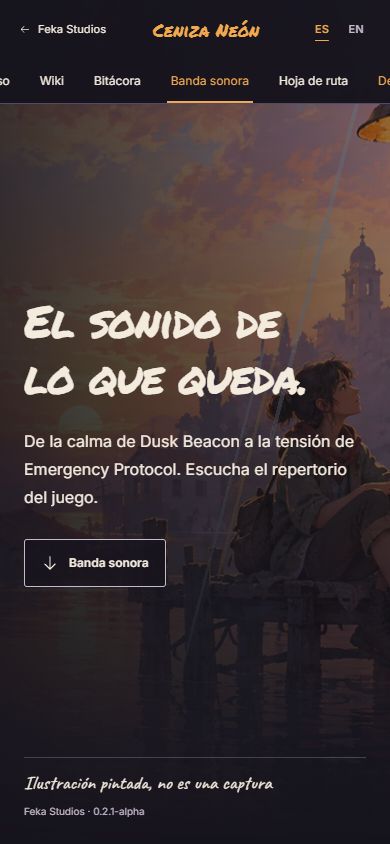 ← Feka Studios
Ceniza Neón
ES EN
so Wiki Bitácora Banda sonora Hoja de ruta De
El sonido de
lo que queda.
De la calma de Dusk Beacon a la tensión de
Emergency Protocol. Escucha el repertorio
del juego.
↓ Banda sonora
Ilustración pintada, no es una captura
Feka Studios · 0.2.1-alpha